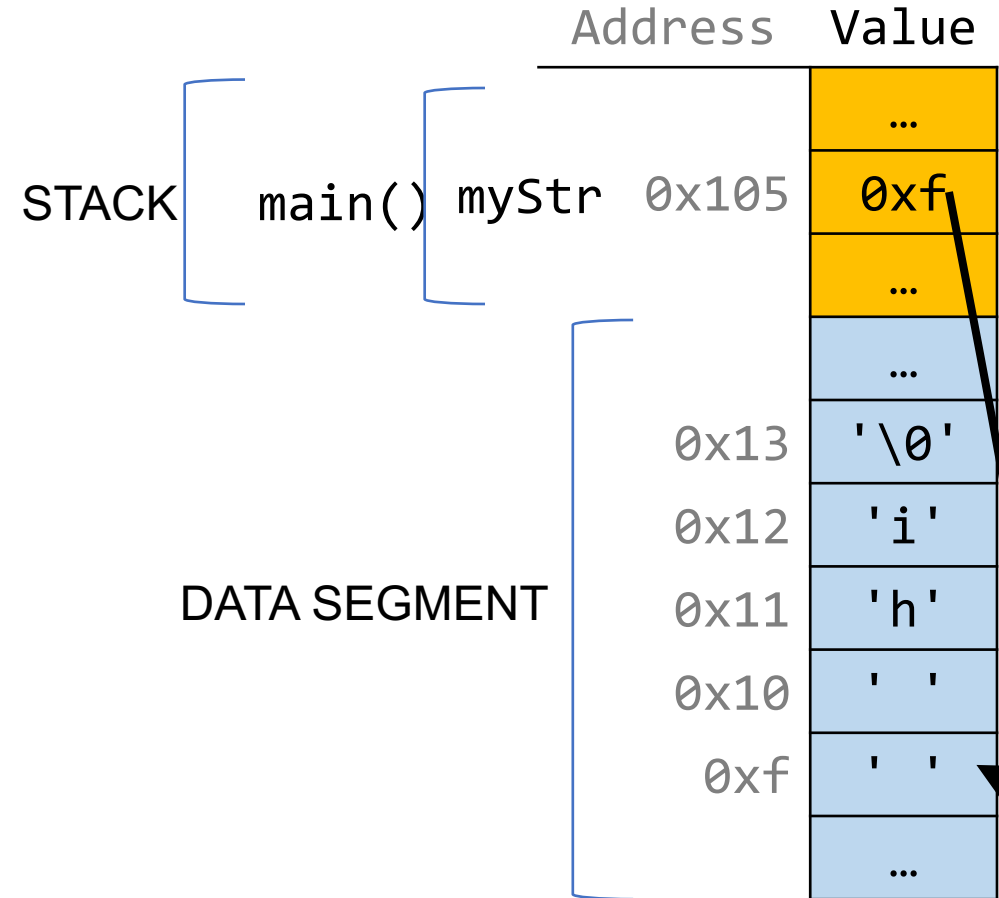 Address Value
…
STACK main() myStr 0x105 0xf
…
…
0x13 '\0'
0x12 'i'
DATA SEGMENT 0x11 'h'
0x10 ' '
0xf ' '
…